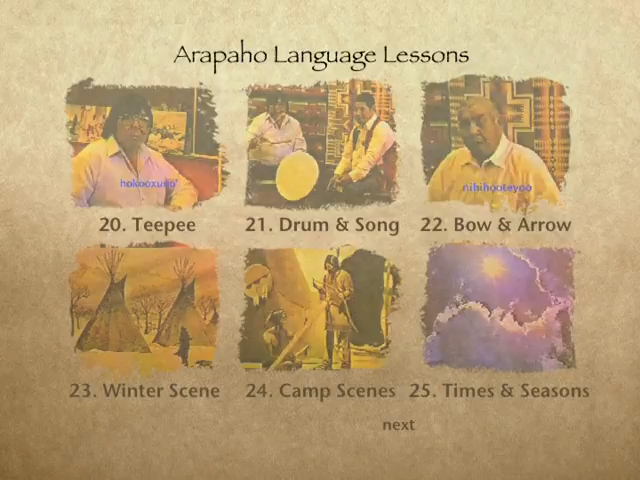 Arapaho Language Lessons
nihihooteyoo
20. Teepee
21. Drum & Song
22. Bow & Arrow
23. Winter Scene
24. Camp Scenes
25. Times & Seasons
next